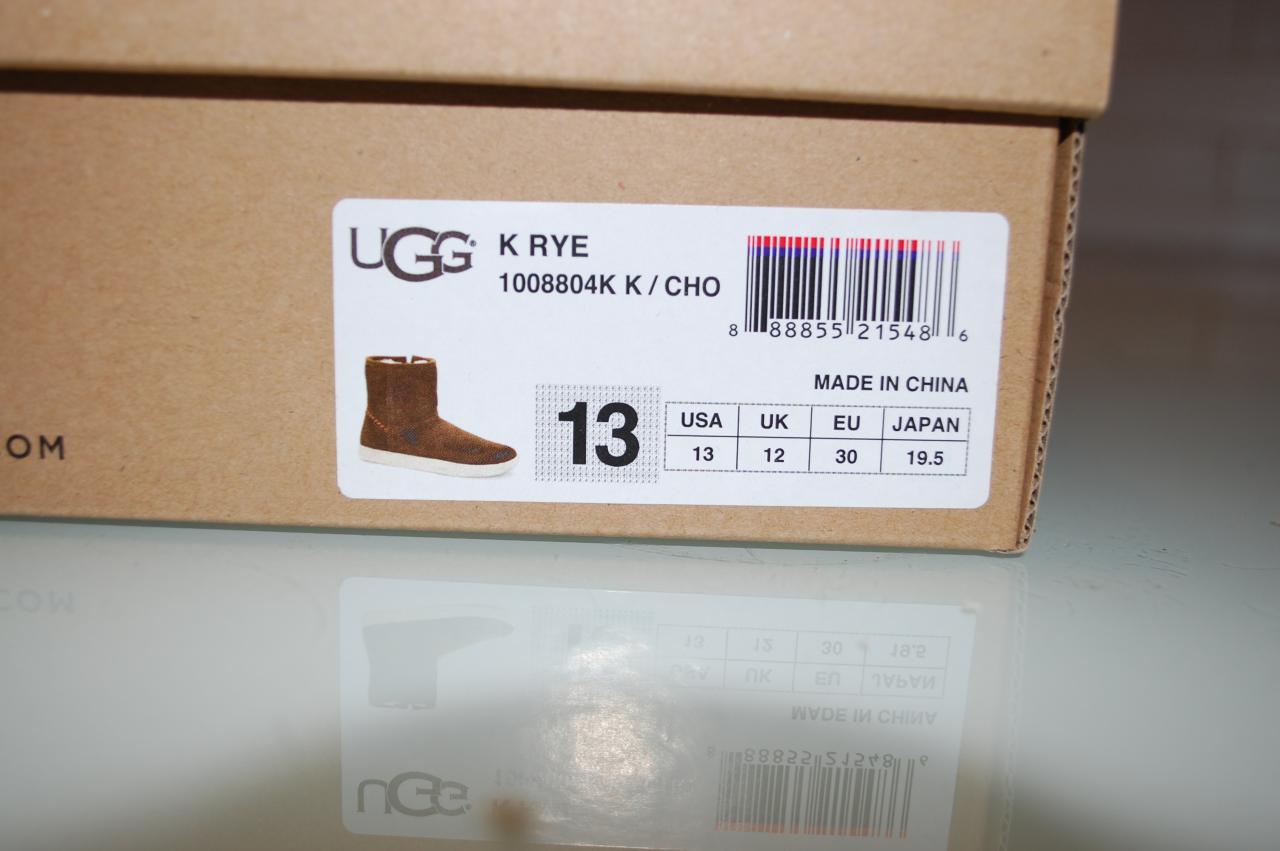 UGG®
K RYE
1008804K K / CHO
8 88855 21548 6
MADE IN CHINA
13
USA UK EU JAPAN
13 12 30 19.5
OM